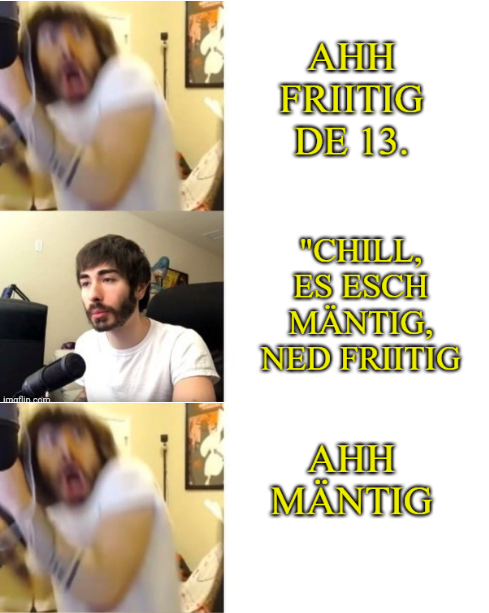 AHH
FRIITIG
DE 13.
"CHILL,
ES ESCH
MÄNTIG,
NED FRIITIG
imgflip.com
AHH
MÄNTIG